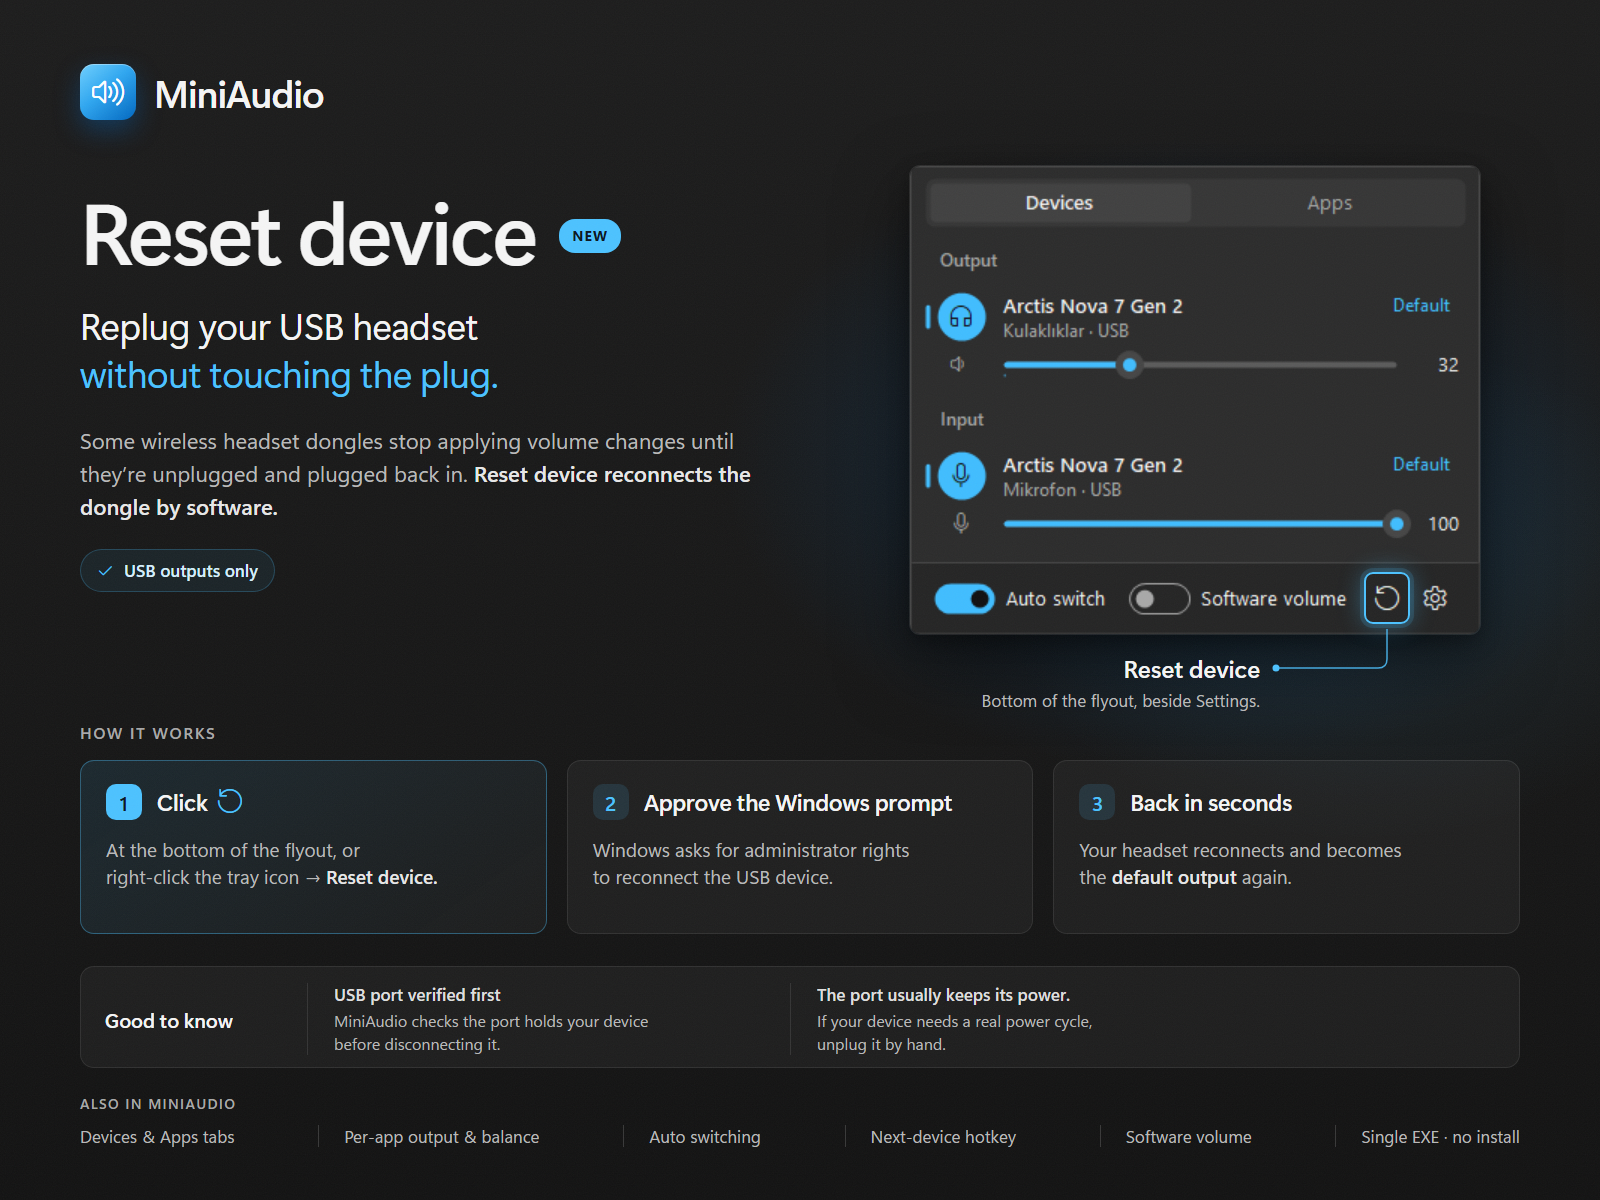 MiniAudio
Reset device NEW
Replug your USB headset
without touching the plug.
Some wireless headset dongles stop applying volume changes until
they’re unplugged and plugged back in. Reset device reconnects the
dongle by software.
USB outputs only
Devices Apps
Output
Arctis Nova 7 Gen 2 Default
Kulaklıklar · USB
32
Input
Arctis Nova 7 Gen 2 Default
Mikrofon · USB
100
Auto switch Software volume
Reset device
Bottom of the flyout, beside Settings.
HOW IT WORKS
1 Click
At the bottom of the flyout, or
right-click the tray icon → Reset device.
2 Approve the Windows prompt
Windows asks for administrator rights
to reconnect the USB device.
3 Back in seconds
Your headset reconnects and becomes
the default output again.
Good to know
USB port verified first
MiniAudio checks the port holds your device
before disconnecting it.
The port usually keeps its power.
If your device needs a real power cycle,
unplug it by hand.
ALSO IN MINIAUDIO
Devices & Apps tabs
Per-app output & balance
Auto switching
Next-device hotkey
Software volume
Single EXE · no install